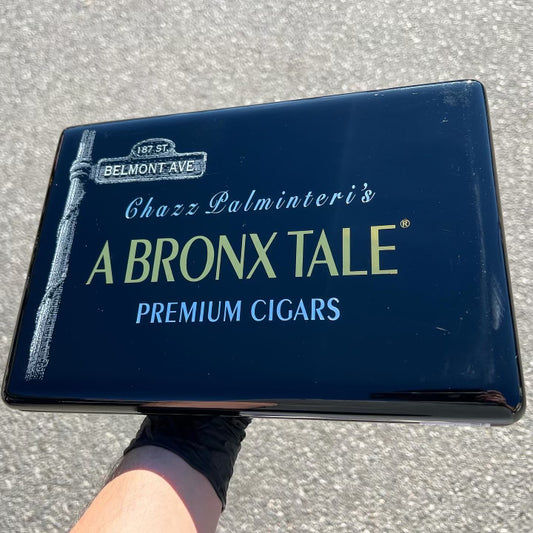 187 ST.
BELMONT AVE.
Chazz Palminteri's
A BRONX TALE®
PREMIUM CIGARS